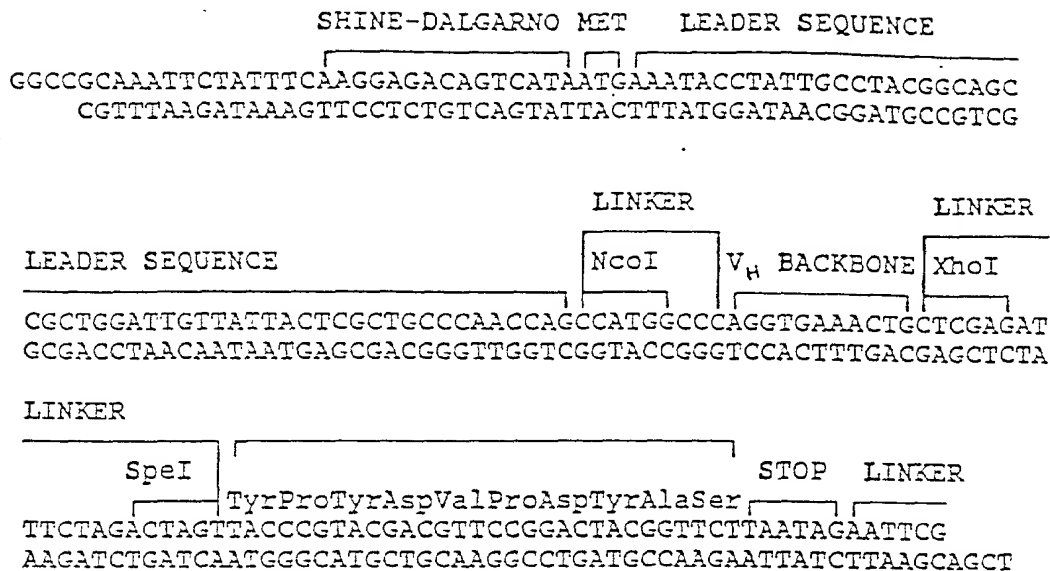 SHINE-DALGARNO MET LEADER SEQUENCE
GGCCGCAAATTCTATTTCAAGGAGACAGTCATAATGAAATACCTATTGCCTACGGCAGC
CGTTTAAGATAAAGTTCCTCTGTCAGTATTACTTTATGGATAACGGATGCCGTCG
LINKER LINKER
LEADER SEQUENCE NcoI VH BACKBONE XhoI
CGCTGGATTGTTATTACTCGCTGCCCAACCAGCCATGGCCCAGGTGAAACTGCTCGAGAT
GCGACCTAACAATAATGAGCGACGGGTTGGTCGGTACCGGGTCCACTTTGACGAGCTCTA
LINKER
SpeI STOP LINKER
TyrProTyrAspValProAspTyrAlaSer
TTCTAGACTAGTTACCCGTACGACGTTCCGGACTACGGTTCTTAATAGAATTCG
AAGATCTGATCAATGGGCATGCTGCAAGGCCTGATGCCAAGAATTATCTTAAGCAGCT